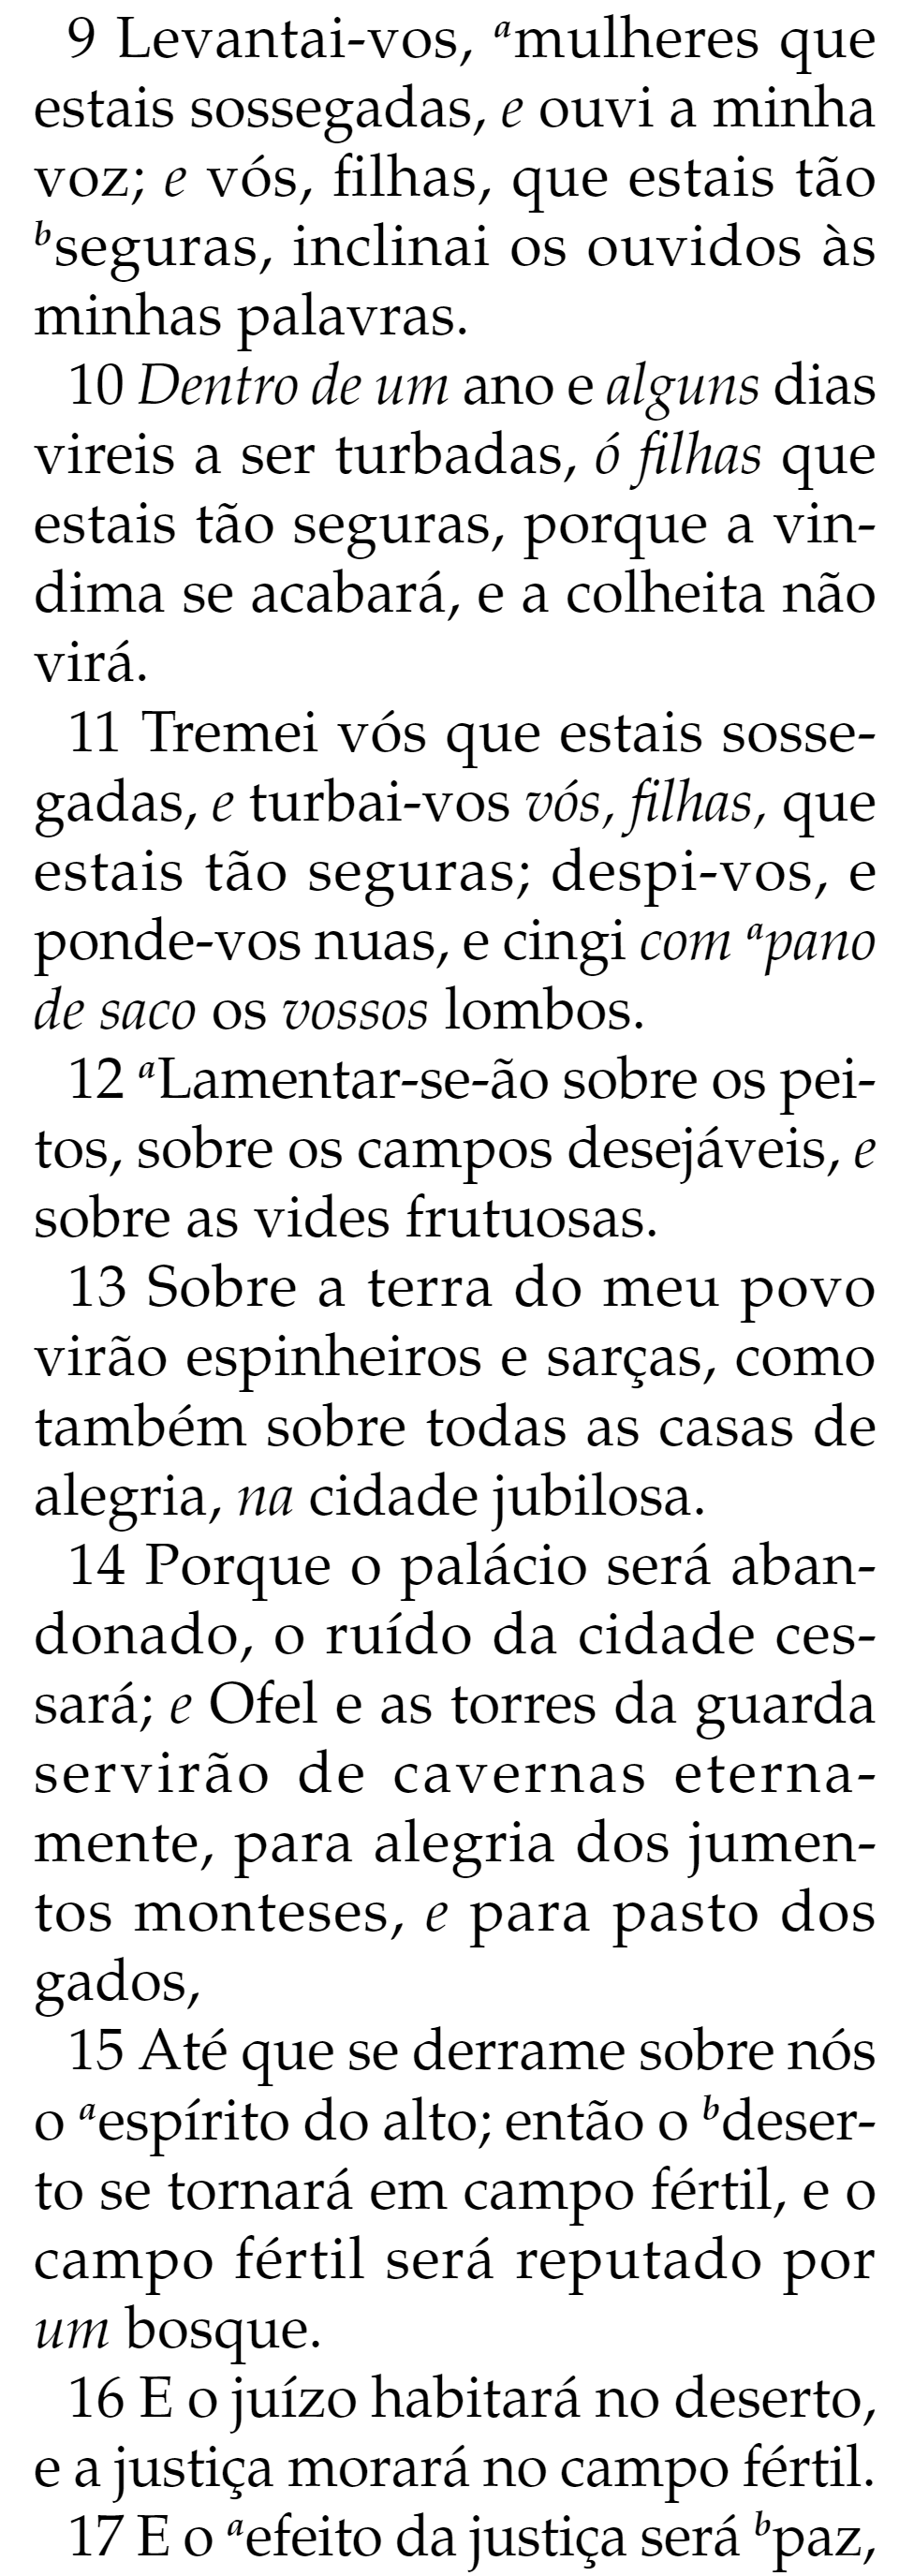 9 Levantai-vos, ᵃmulheres que
estais sossegadas, e ouvi a minha
voz; e vós, filhas, que estais tão
ᵇseguras, inclinai os ouvidos às
minhas palavras.
10 Dentro de um ano e alguns dias
vireis a ser turbadas, ó filhas que
estais tão seguras, porque a vin-
dima se acabará, e a colheita não
virá.
11 Tremei vós que estais sosse-
gadas, e turbai-vos vós, filhas, que
estais tão seguras; despi-vos, e
ponde-vos nuas, e cingi com ᵃpano
de saco os vossos lombos.
12 ᵃLamentar-se-ão sobre os pei-
tos, sobre os campos desejáveis, e
sobre as vides frutuosas.
13 Sobre a terra do meu povo
virão espinheiros e sarças, como
também sobre todas as casas de
alegria, na cidade jubilosa.
14 Porque o palácio será aban-
donado, o ruído da cidade ces-
sará; e Ofel e as torres da guarda
servirão de cavernas eterna-
mente, para alegria dos jumen-
tos monteses, e para pasto dos
gados,
15 Até que se derrame sobre nós
o ᵃespírito do alto; então o ᵇdeser-
to se tornará em campo fértil, e o
campo fértil será reputado por
um bosque.
16 E o juízo habitará no deserto,
e a justiça morará no campo fértil.
17 E o ᵃefeito da justiça será ᵇpaz,